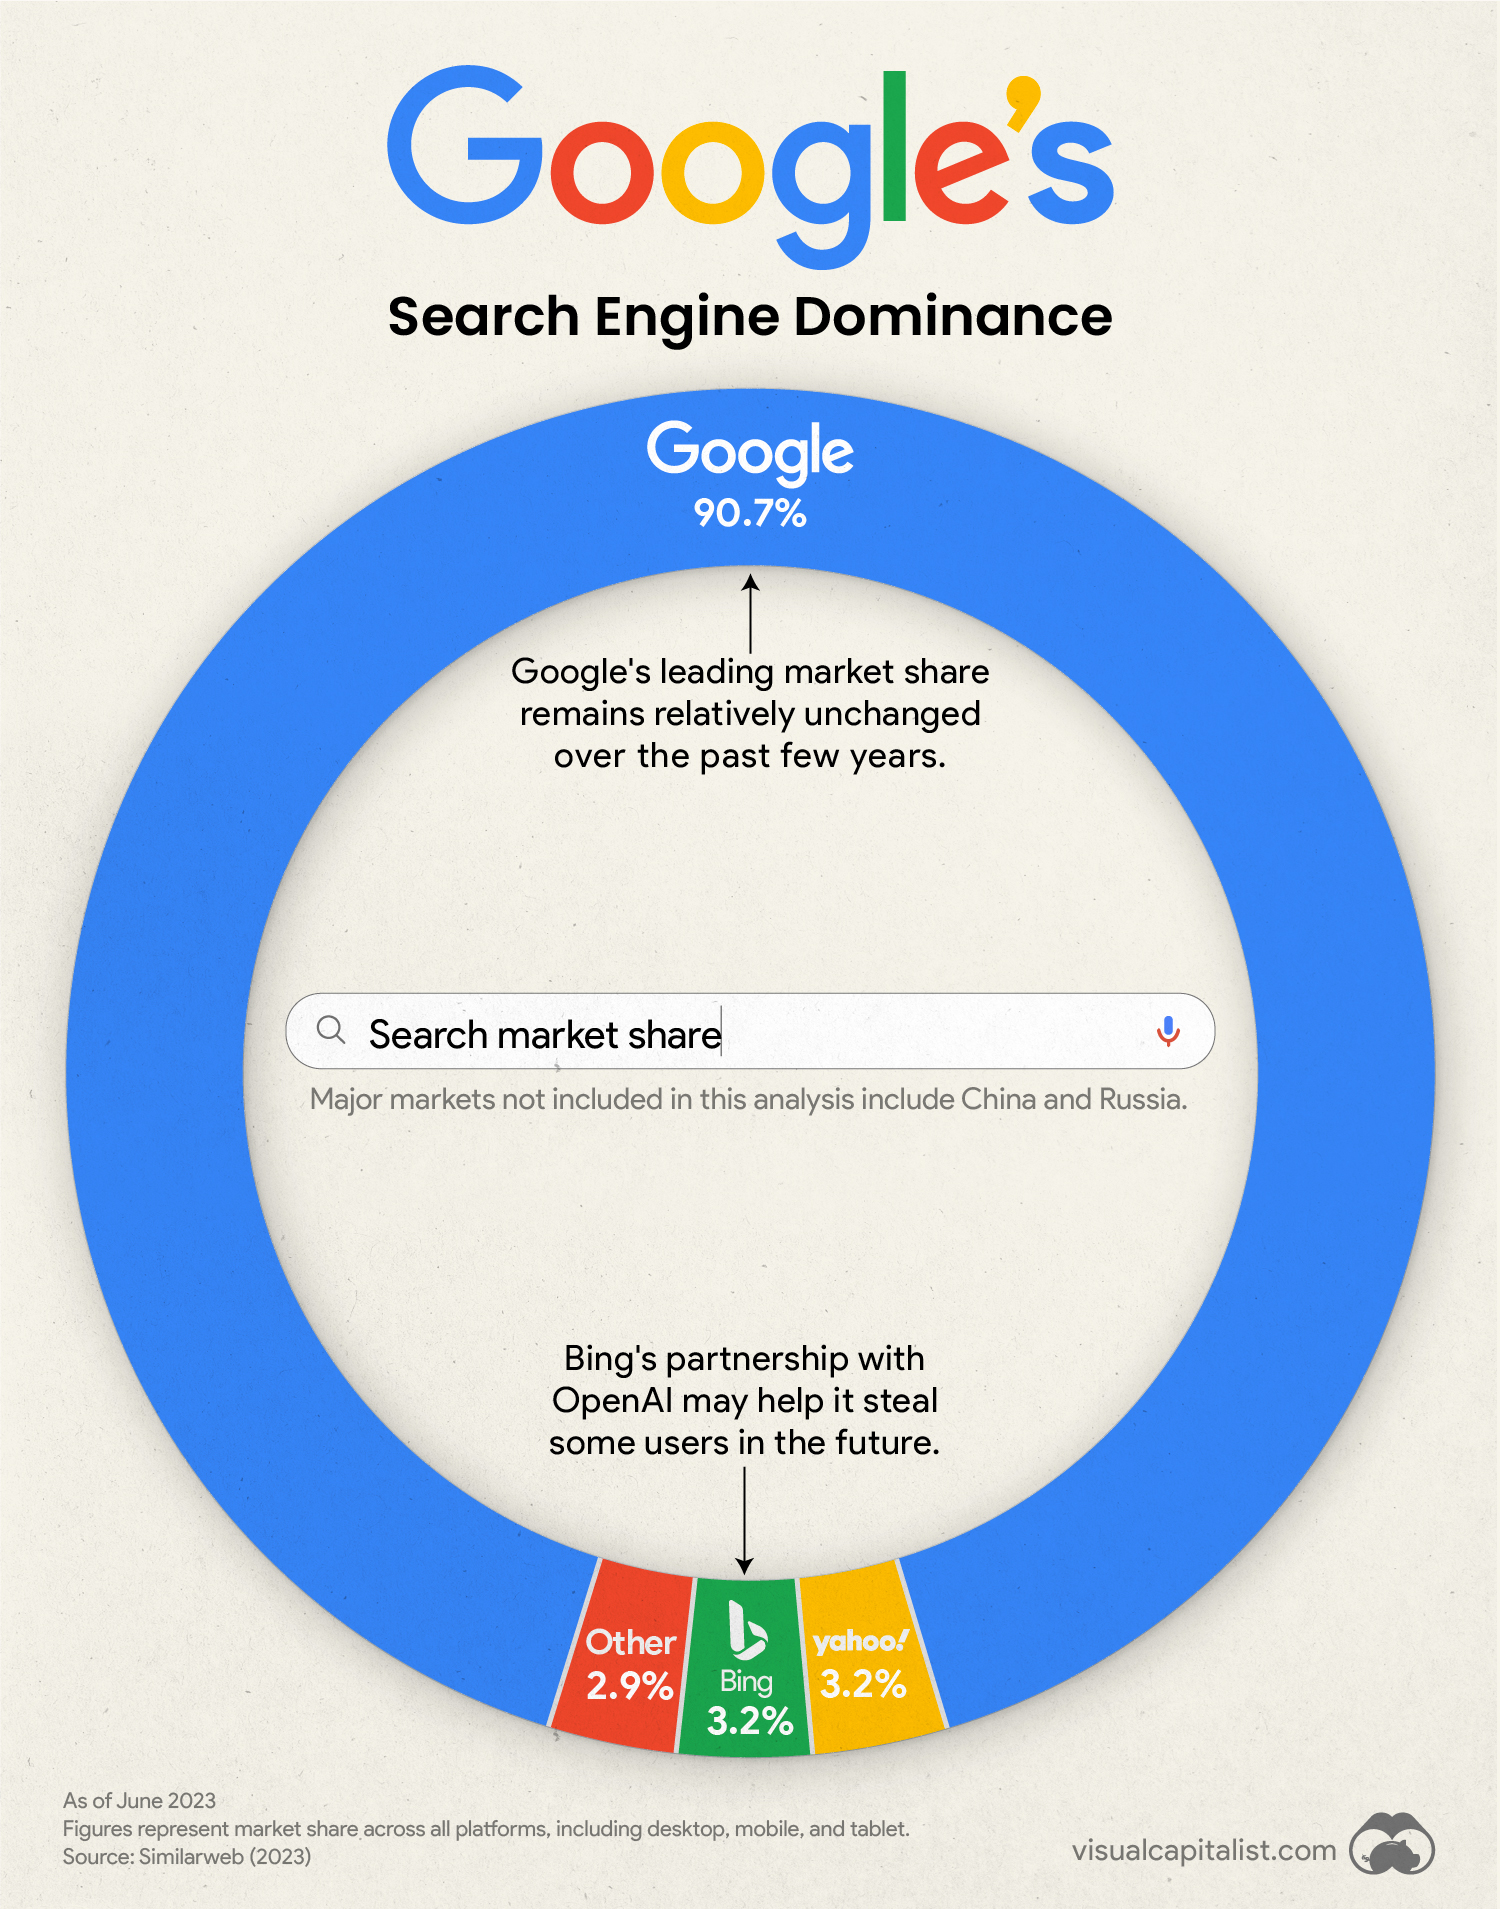 Google's
Search Engine Dominance
Google
90.7%
Google's leading market share
remains relatively unchanged
over the past few years.
Search market share
Major markets not included in this analysis include China and Russia.
Bing's partnership with
OpenAI may help it steal
some users in the future.
Other
2.9%
Bing
3.2%
yahoo!
3.2%
As of June 2023
Figures represent market share across all platforms, including desktop, mobile, and tablet.
Source: Similarweb (2023)
visualcapitalist.com